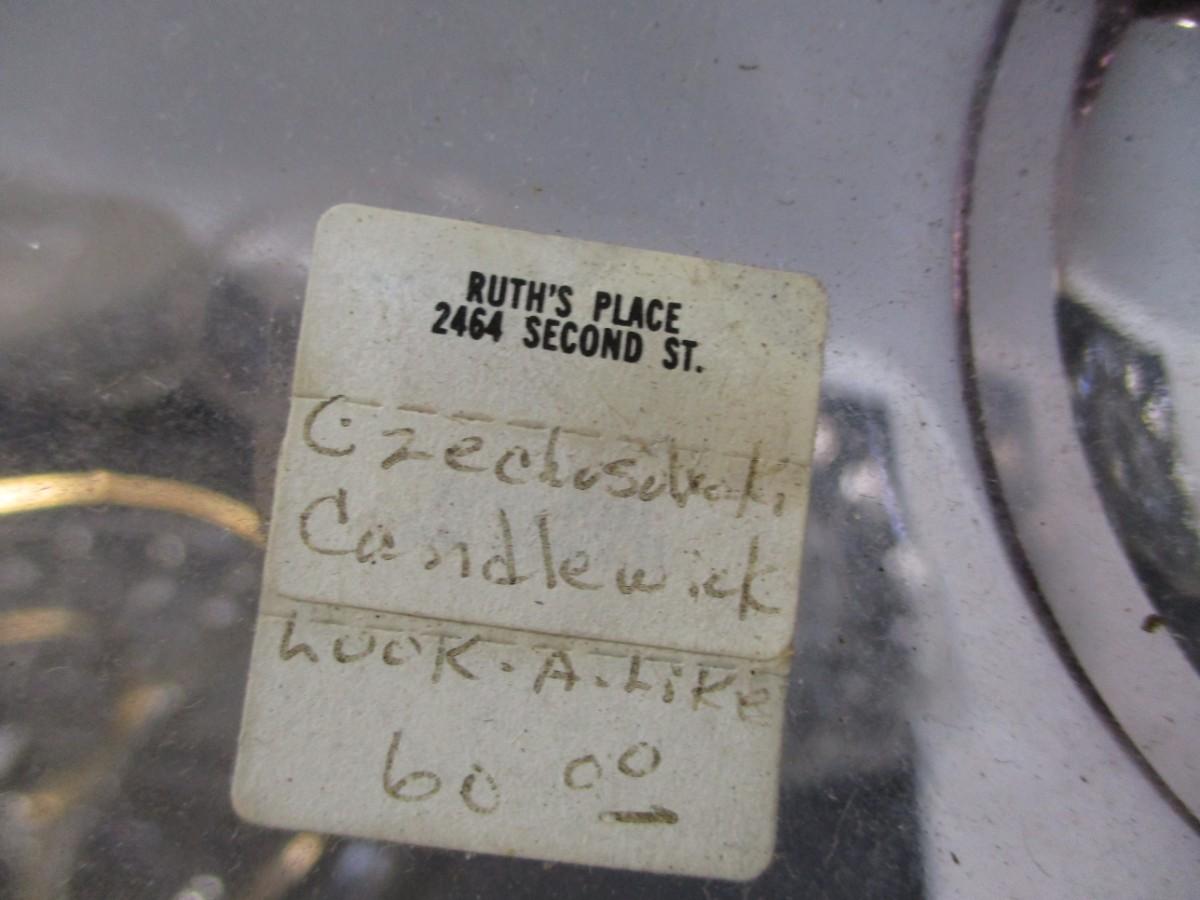 RUTH'S PLACE
2464 SECOND ST.
Czechoslovaki
Candlewick
LOOK-A-LIKE
60 00